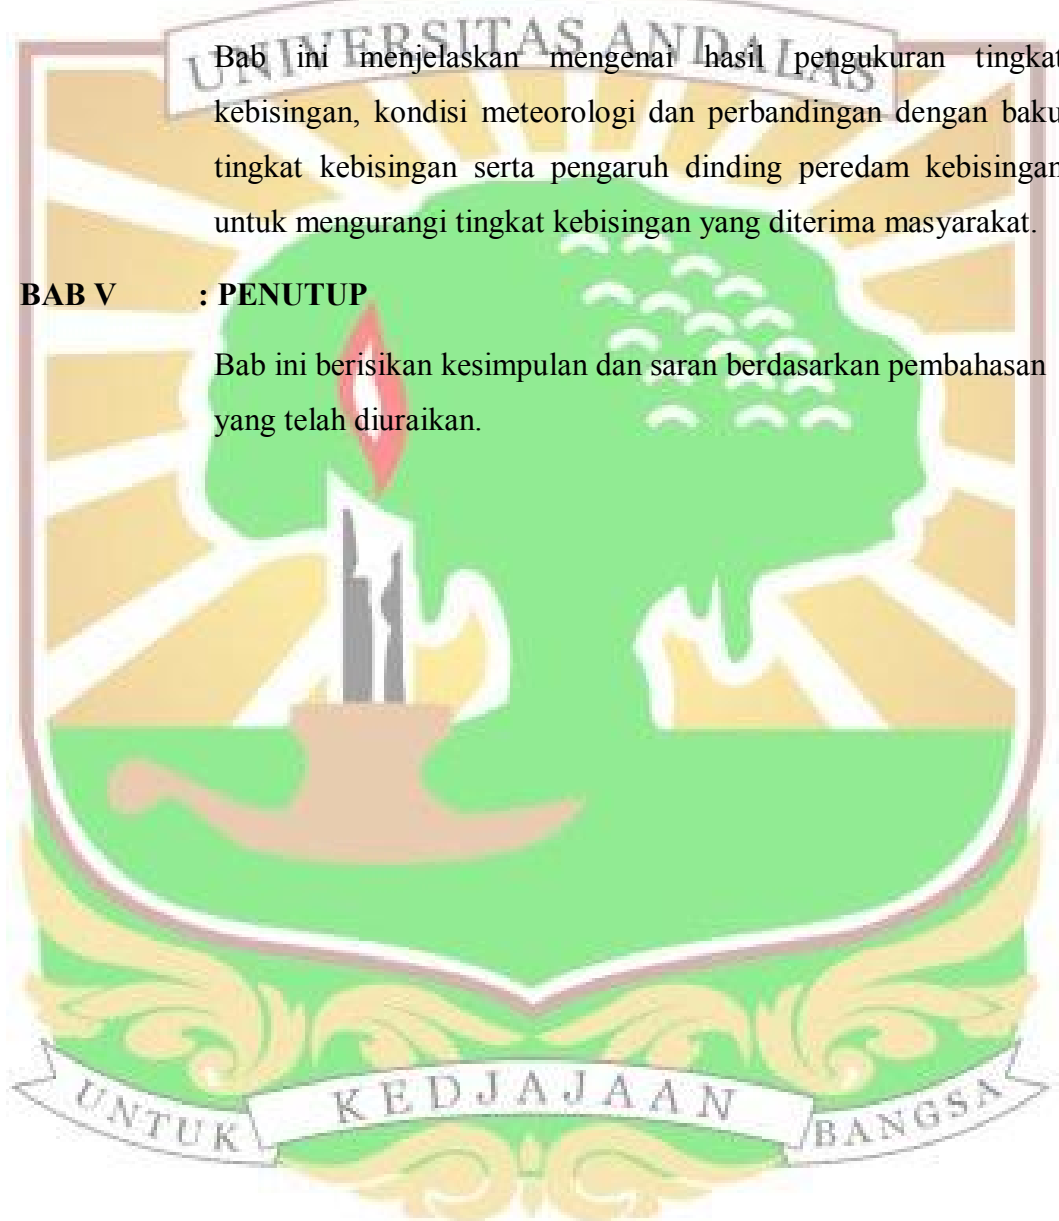 UNIVERSITAS ANDALAS
Bab ini menjelaskan mengenai hasil pengukuran tingkat
kebisingan, kondisi meteorologi dan perbandingan dengan baku
tingkat kebisingan serta pengaruh dinding peredam kebisingan
untuk mengurangi tingkat kebisingan yang diterima masyarakat.
BAB V : PENUTUP
Bab ini berisikan kesimpulan dan saran berdasarkan pembahasan
yang telah diuraikan.
UNTUK KEDJAJAAN BANGSA